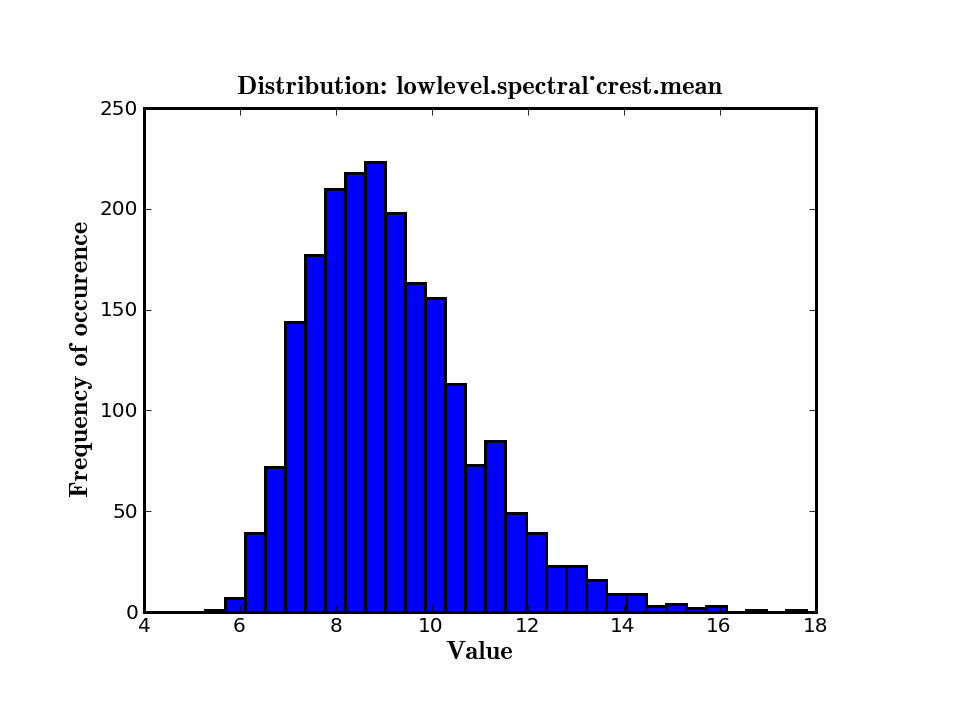 Distribution: lowlevel.spectral˙crest.mean
250
200
150
100
50
0
Frequency of occurence
4 6 8 10 12 14 16 18
Value